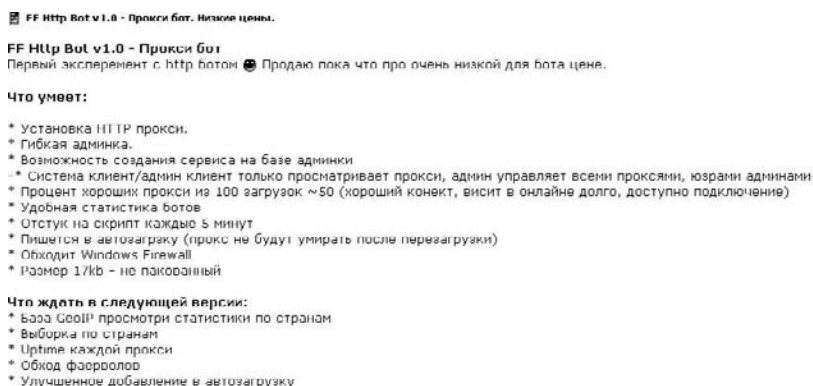 FF Http Bot v1.0 - Прокси бот. Низкие цены.
FF Http Bot v1.0 - Прокси бот
Первый эксперемент с http ботом Продаю пока что про очень низкой для бота цене.
Что умеет:
* Установка HTTP прокси.
* Гибкая админка.
* Возможность создания сервиса на базе админки
-* Система клиент/админ клиент только просматривает прокси, админ управляет всеми проксями, юзрами админами
* Процент хороших прокси из 100 загрузок ~50 (хороший конект, висит в онлайне долго, доступно подключение)
* Удобная статистика ботов
* Отстук на скрипт каждые 5 минут
* Пишется в автозагрзку (прокс не будут умирать после перезагрузки)
* Обходит Windows Firewall
* Размер 17kb - не пакованный
Что ждать в следующей версии:
* База GeoIP просмотри статистики по странам
* Выборка по странам
* Uptime каждой прокси
* Обход фаерволов
* Улучшенное добавление в автозагрузку